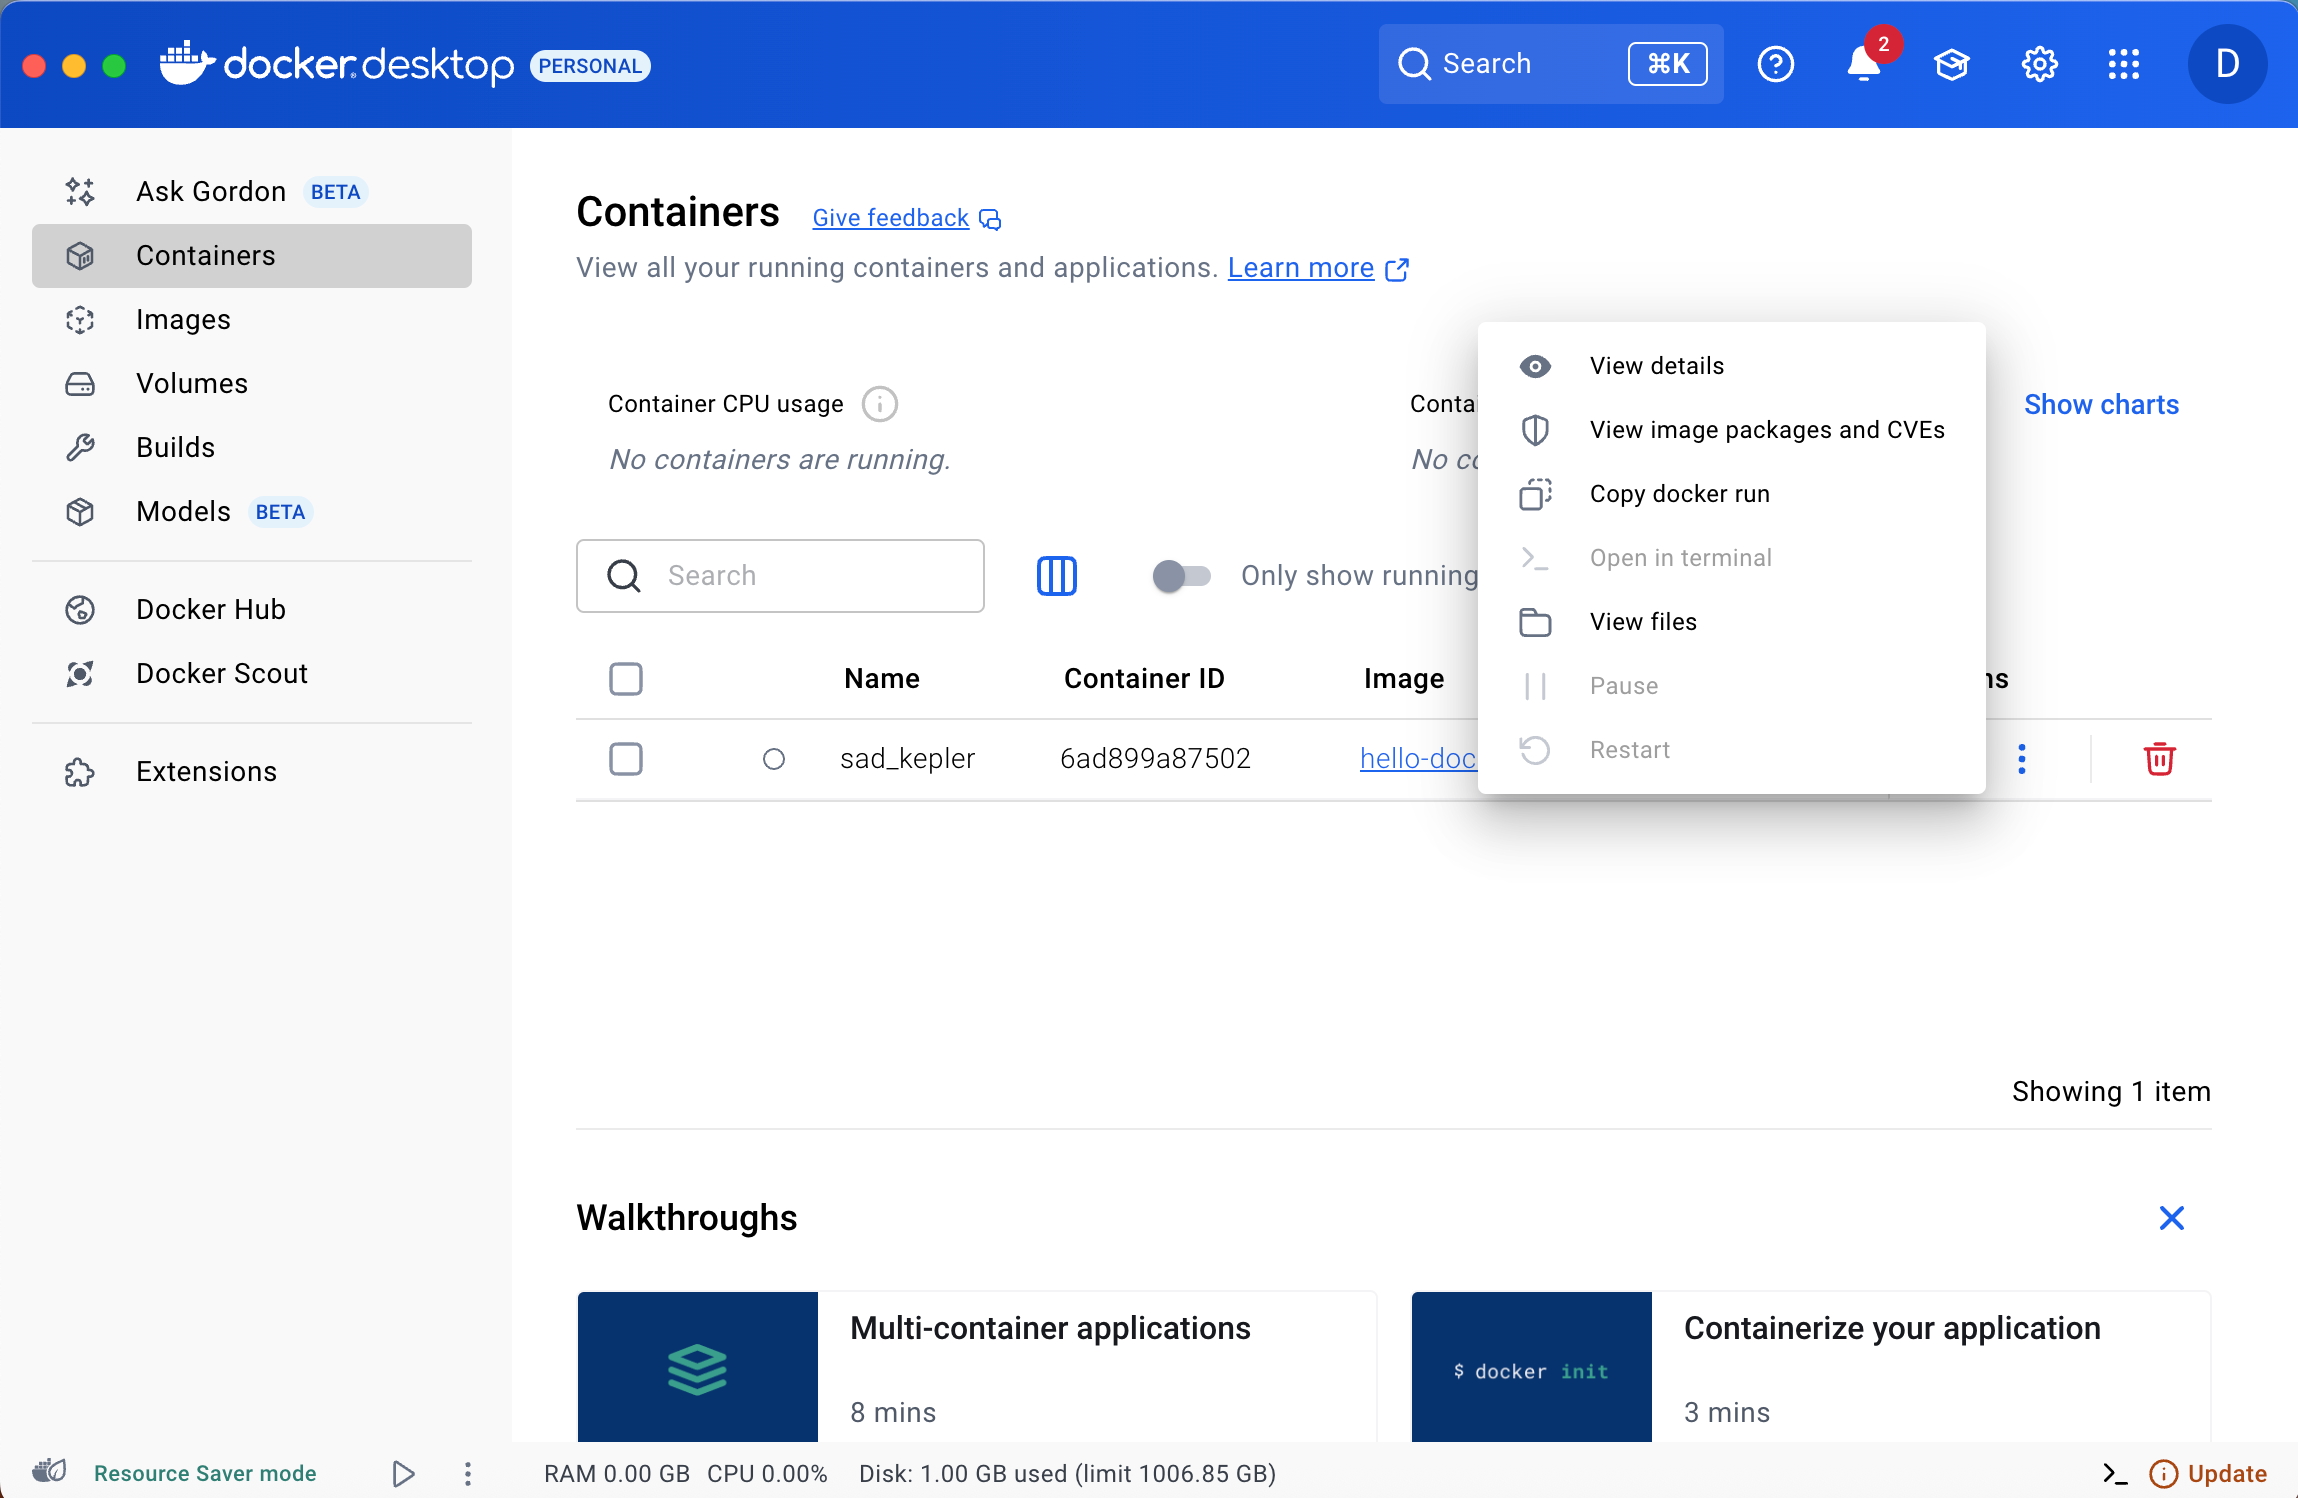 docker desktop PERSONAL
Search ⌘K
2
D
Ask Gordon BETA
Containers
Images
Volumes
Builds
Models BETA
Docker Hub
Docker Scout
Extensions
Containers Give feedback
View all your running containers and applications. Learn more
Container CPU usage
No containers are running.
Show charts
Search
Only show running
Name Container ID Image
sad_kepler 6ad899a87502 hello-doc
View details
View image packages and CVEs
Copy docker run
Open in terminal
View files
Pause
Restart
Showing 1 item
Walkthroughs
Multi-container applications
8 mins
$ docker init
Containerize your application
3 mins
Resource Saver mode
RAM 0.00 GB CPU 0.00% Disk: 1.00 GB used (limit 1006.85 GB)
Update